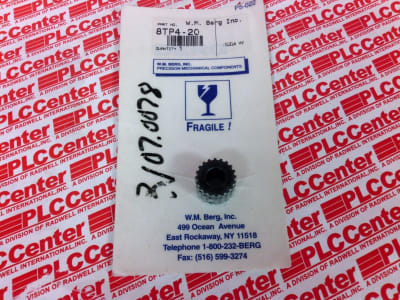 PART NO. W.M. Berg Inc.
8TP4-20
QUANTITY 1
W.M. BERG, INC.
PRECISION MECHANICAL COMPONENTS
FRAGILE!
3107.0078
W.M. Berg, Inc.
499 Ocean Avenue
East Rockaway, NY 11518
Telephone 1-800-232-BERG
Fax: (516) 599-3274
PLCCenter
A DIVISION OF RADWELL INTERNATIONAL, INC.